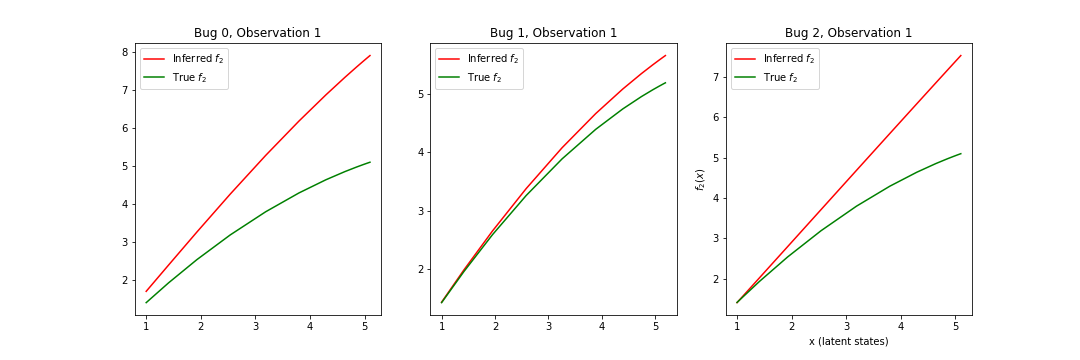 Bug 0, Observation 1
Inferred f₂
True f₂
8
7
6
5
4
3
2
1 2 3 4 5
Bug 1, Observation 1
Inferred f₂
True f₂
5
4
3
2
1 2 3 4 5
Bug 2, Observation 1
Inferred f₂
True f₂
f₂(x)
7
6
5
4
3
2
1 2 3 4 5
x (latent states)